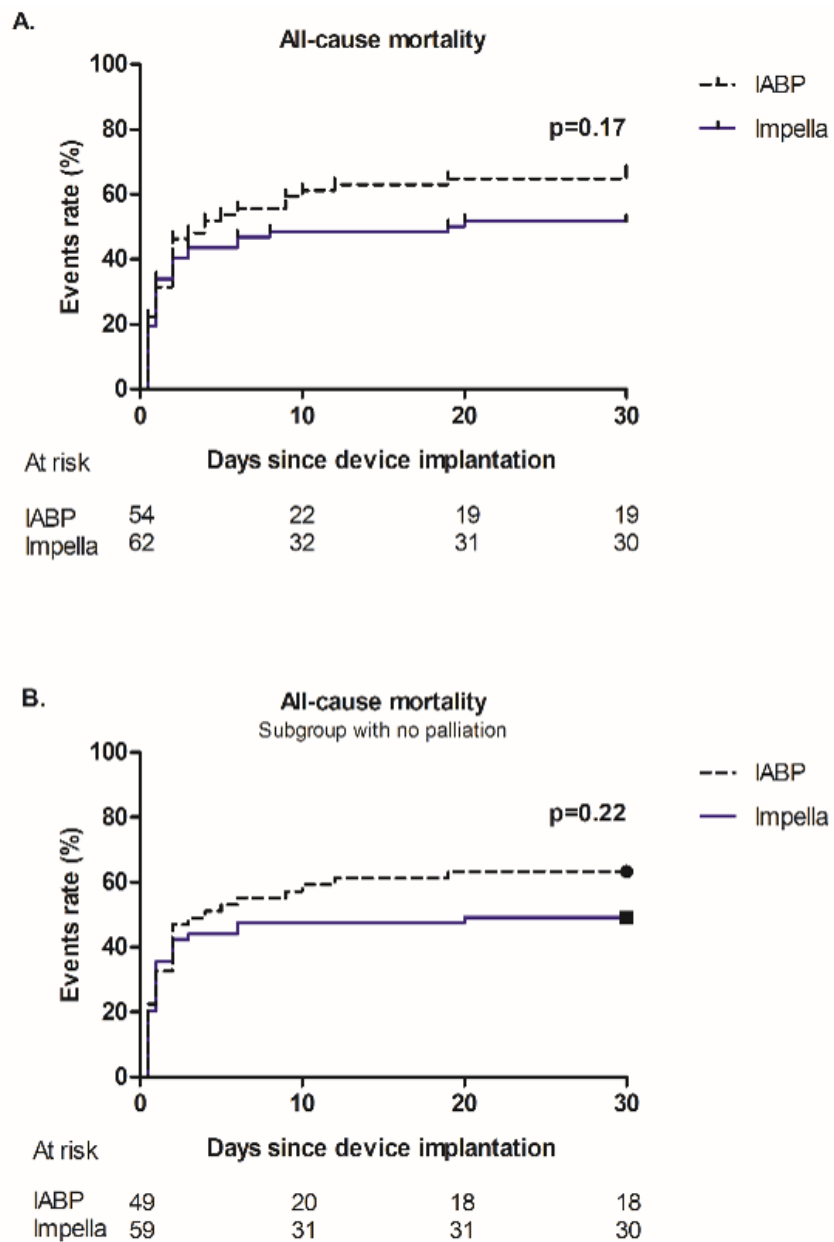 A.
All-cause mortality
100
80
60
40
20
0
Events rate (%)
p=0.17
IABP
Impella
0 10 20 30
Days since device implantation
At risk
IABP 54 22 19 19
Impella 62 32 31 30
B.
All-cause mortality
Subgroup with no palliation
100
80
60
40
20
0
Events rate (%)
p=0.22
IABP
Impella
0 10 20 30
Days since device implantation
At risk
IABP 49 20 18 18
Impella 59 31 31 30